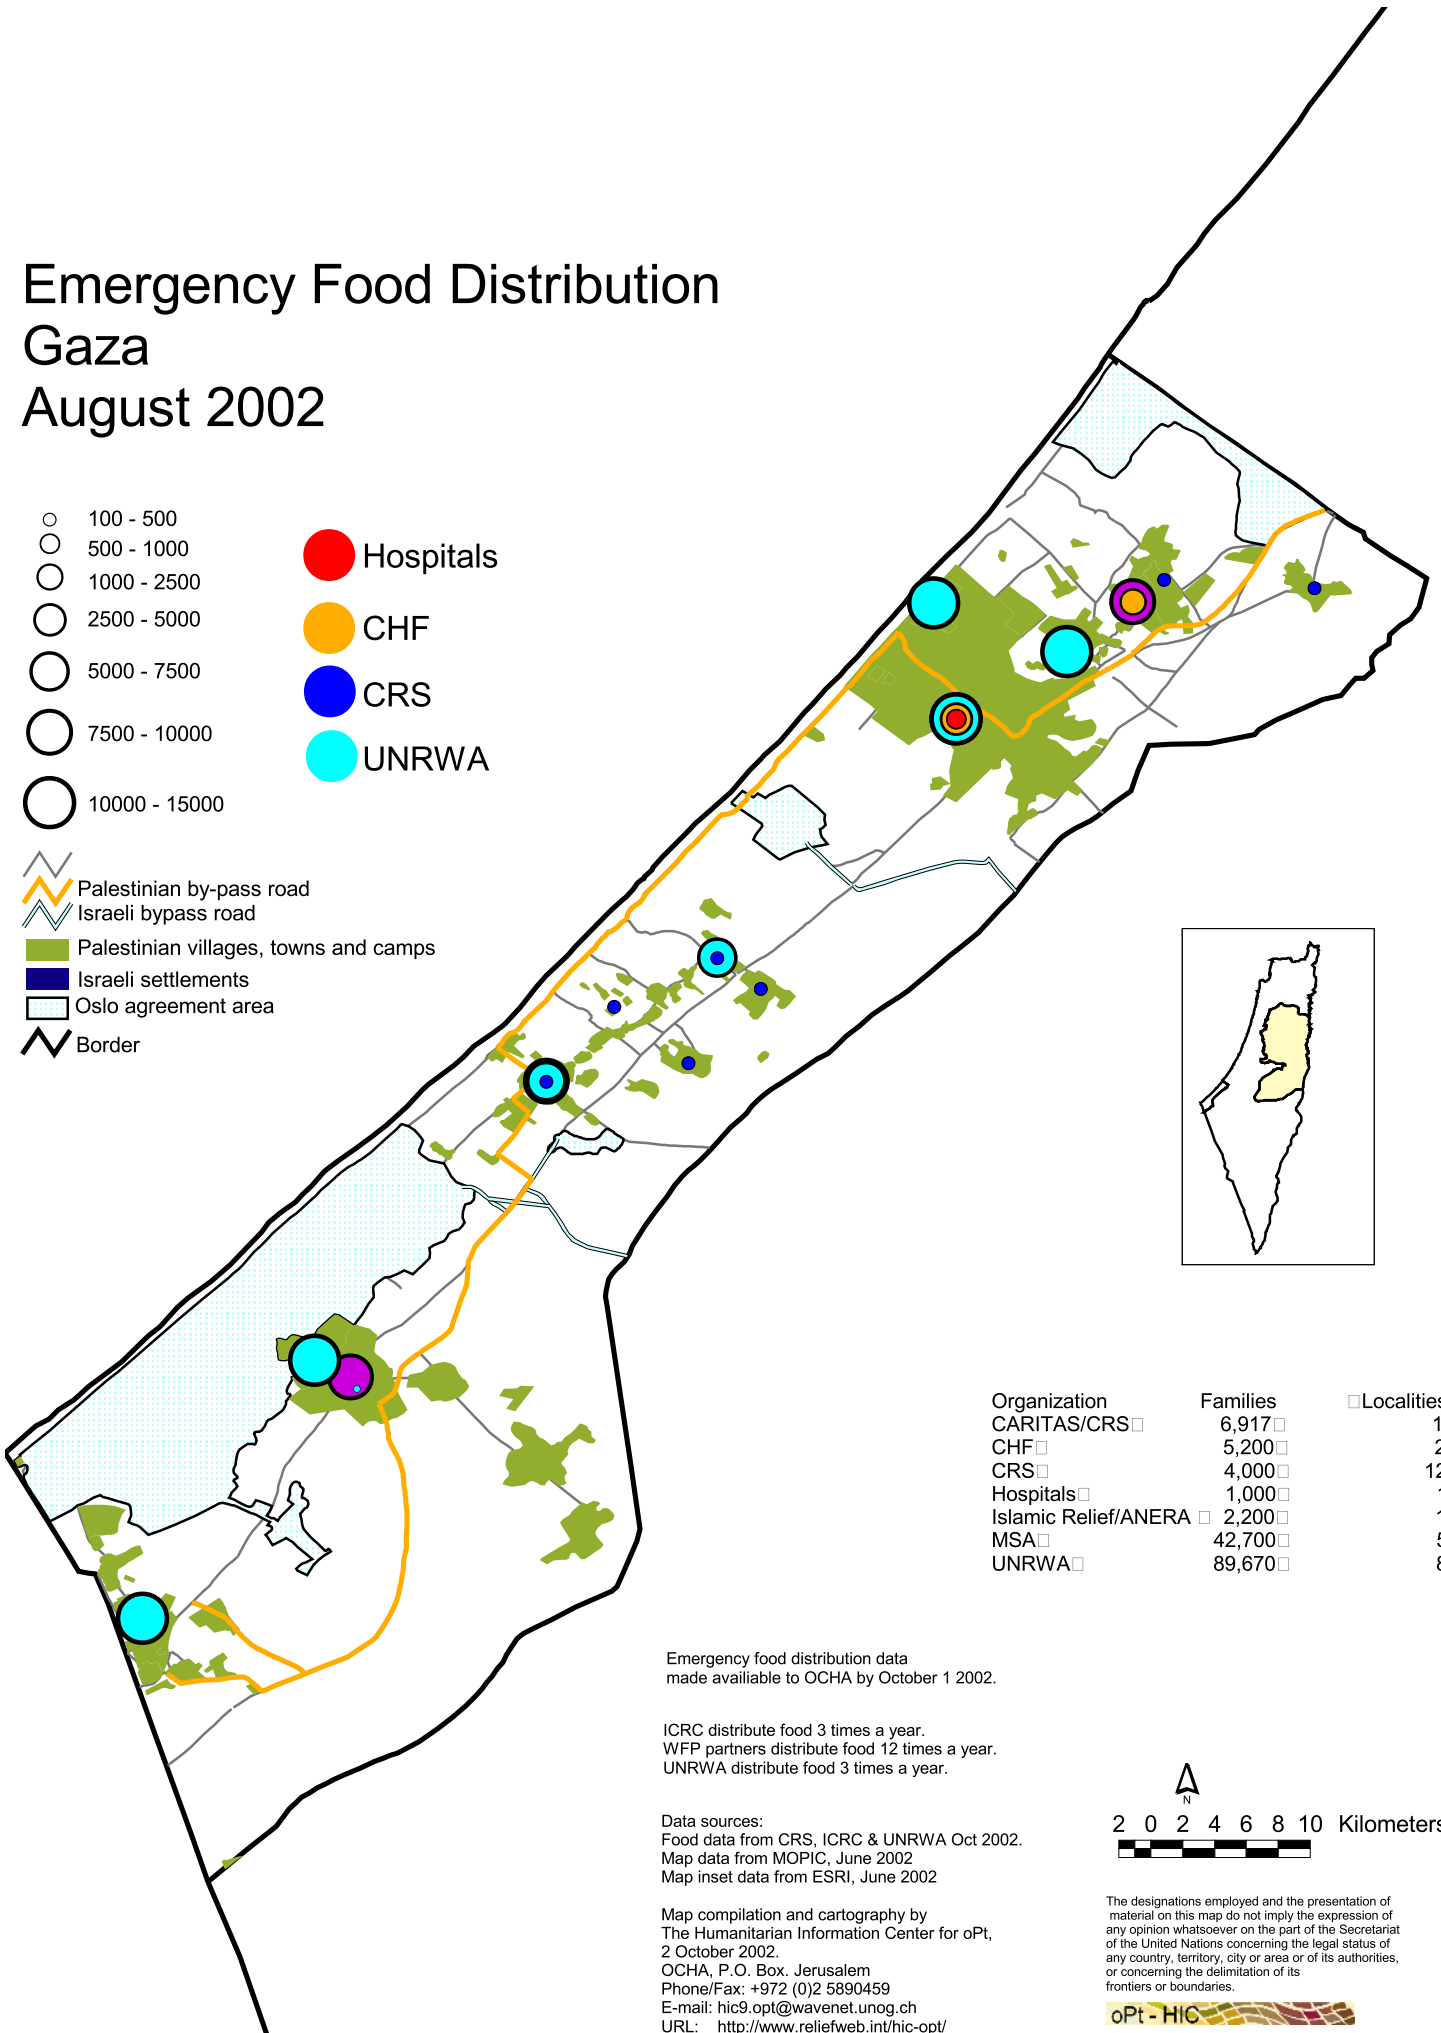 Emergency Food Distribution
Gaza
August 2002
100 - 500
500 - 1000
1000 - 2500
2500 - 5000
5000 - 7500
7500 - 10000
10000 - 15000
Hospitals
CHF
CRS
UNRWA
Palestinian by-pass road
Israeli bypass road
Palestinian villages, towns and camps
Israeli settlements
Oslo agreement area
Border
Organization Families Localities
CARITAS/CRS 6,917 1
CHF 5,200 2
CRS 4,000 12
Hospitals 1,000 1
Islamic Relief/ANERA 2,200 1
MSA 42,700 5
UNRWA 89,670 8
Emergency food distribution data
made availiable to OCHA by October 1 2002.
ICRC distribute food 3 times a year.
WFP partners distribute food 12 times a year.
UNRWA distribute food 3 times a year.
Data sources:
Food data from CRS, ICRC & UNRWA Oct 2002.
Map data from MOPIC, June 2002
Map inset data from ESRI, June 2002
Map compilation and cartography by
The Humanitarian Information Center for oPt,
2 October 2002.
OCHA, P.O. Box. Jerusalem
Phone/Fax: +972 (0)2 5890459
E-mail: hic9.opt@wavenet.unog.ch
URL: http://www.reliefweb.int/hic-opt/
N
2 0 2 4 6 8 10 Kilometers
The designations employed and the presentation of
material on this map do not imply the expression of
any opinion whatsoever on the part of the Secretariat
of the United Nations concerning the legal status of
any country, territory, city or area or of its authorities,
or concerning the delimitation of its
frontiers or boundaries.
oPt - HIC